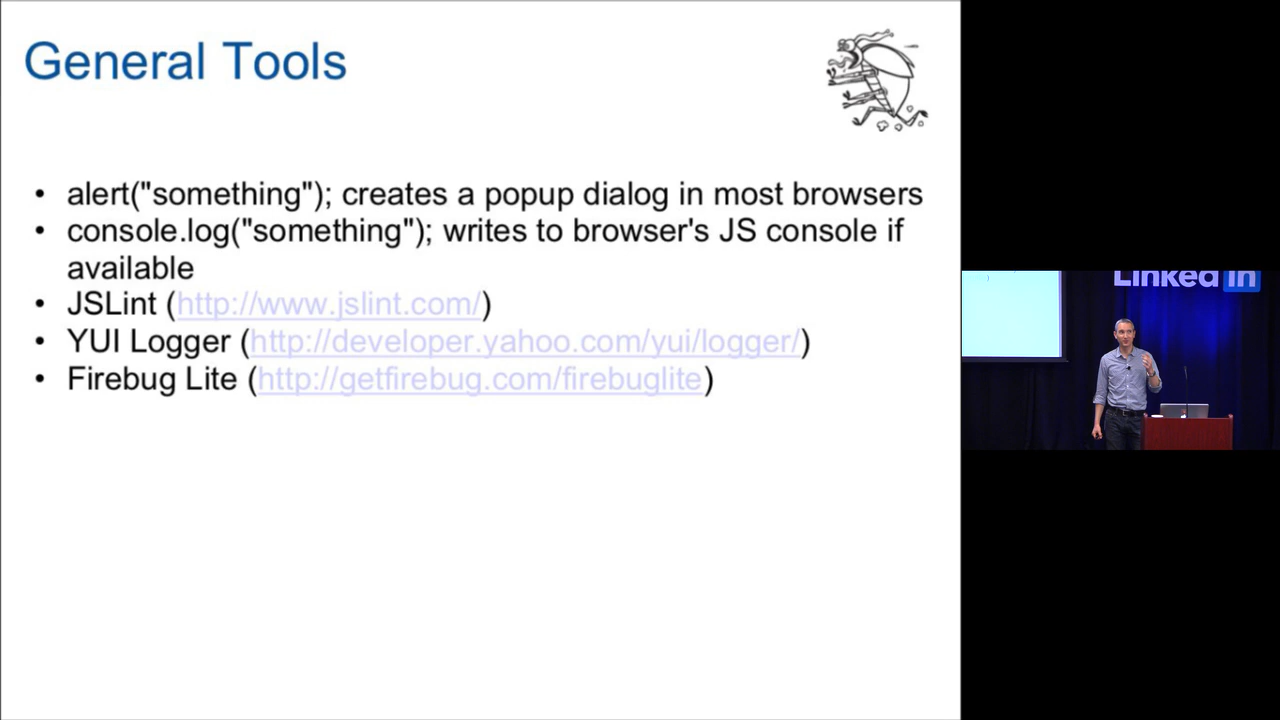 General Tools
• alert("something"); creates a popup dialog in most browsers
• console.log("something"); writes to browser's JS console if
available
• JSLint (http://www.jslint.com/)
• YUI Logger (http://developer.yahoo.com/yui/logger/)
• Firebug Lite (http://getfirebug.com/firebuglite)
Linked in